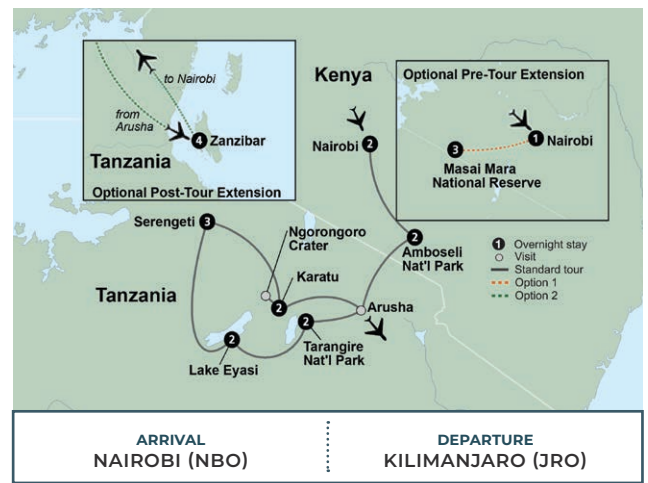 to Nairobi
from
Arusha
4
Zanzibar
Tanzania
Optional Post-Tour Extension
Kenya
Nairobi
2
Optional Pre-Tour Extension
1
Nairobi
3
Masai Mara
National Reserve
Serengeti
3
Ngorongoro
Crater
2
Amboseli
Nat'l Park
1 Overnight stay
Visit
Standard tour
Option 1
Option 2
Tanzania
2
Karatu
Arusha
2
Tarangire
Nat'l Park
2
Lake Eyasi
ARRIVAL
NAIROBI (NBO)
DEPARTURE
KILIMANJARO (JRO)